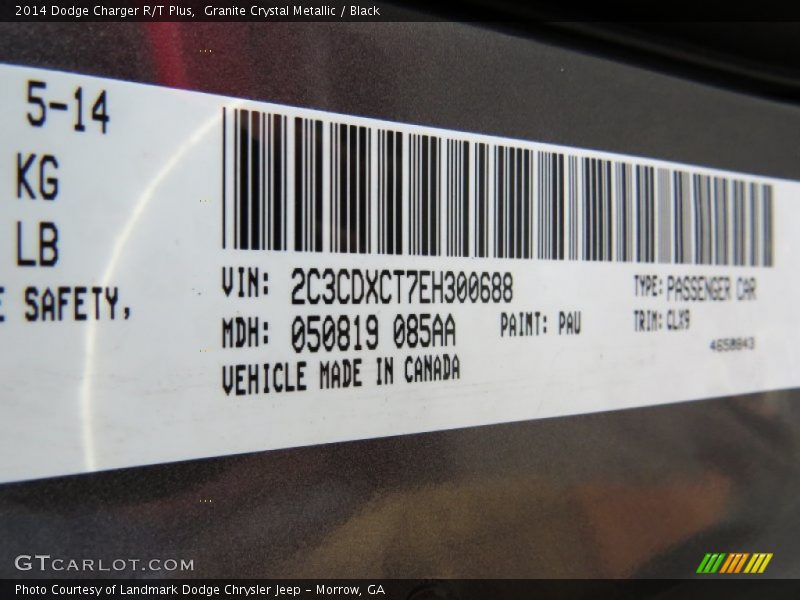 2014 Dodge Charger R/T Plus,  Granite Crystal Metallic / Black
5-14
KG
LB
E SAFETY,
VIN: 2C3CDXCT7EH300688
TYPE: PASSENGER CAR
MDH: 050819 085AA
PAINT: PAU
TRIM: CLX9
4650843
VEHICLE MADE IN CANADA
GTCARLOT.COM
Photo Courtesy of Landmark Dodge Chrysler Jeep - Morrow, GA